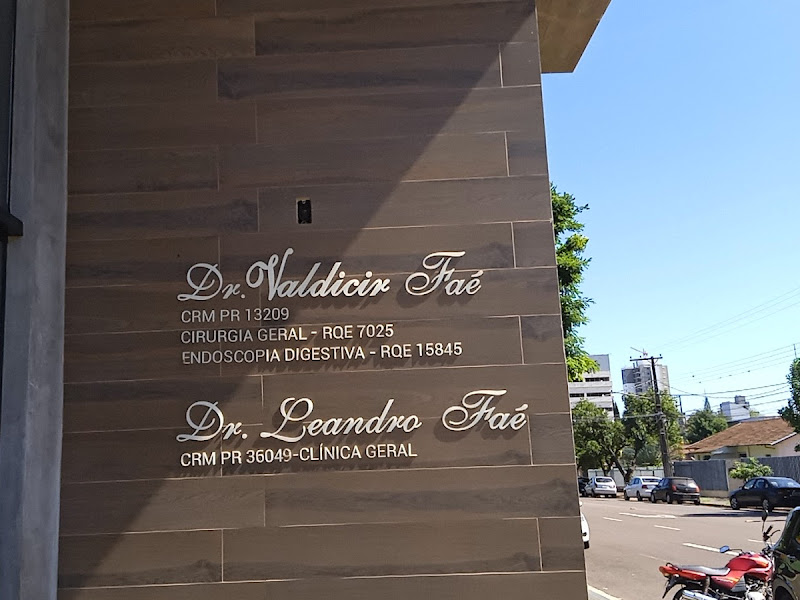 Dr. Valdicir Faé
CRM PR 13209
CIRURGIA GERAL - RQE 7025
ENDOSCOPIA DIGESTIVA - RQE 15845
Dr. Leandro Faé
CRM PR 36049-CLÍNICA GERAL